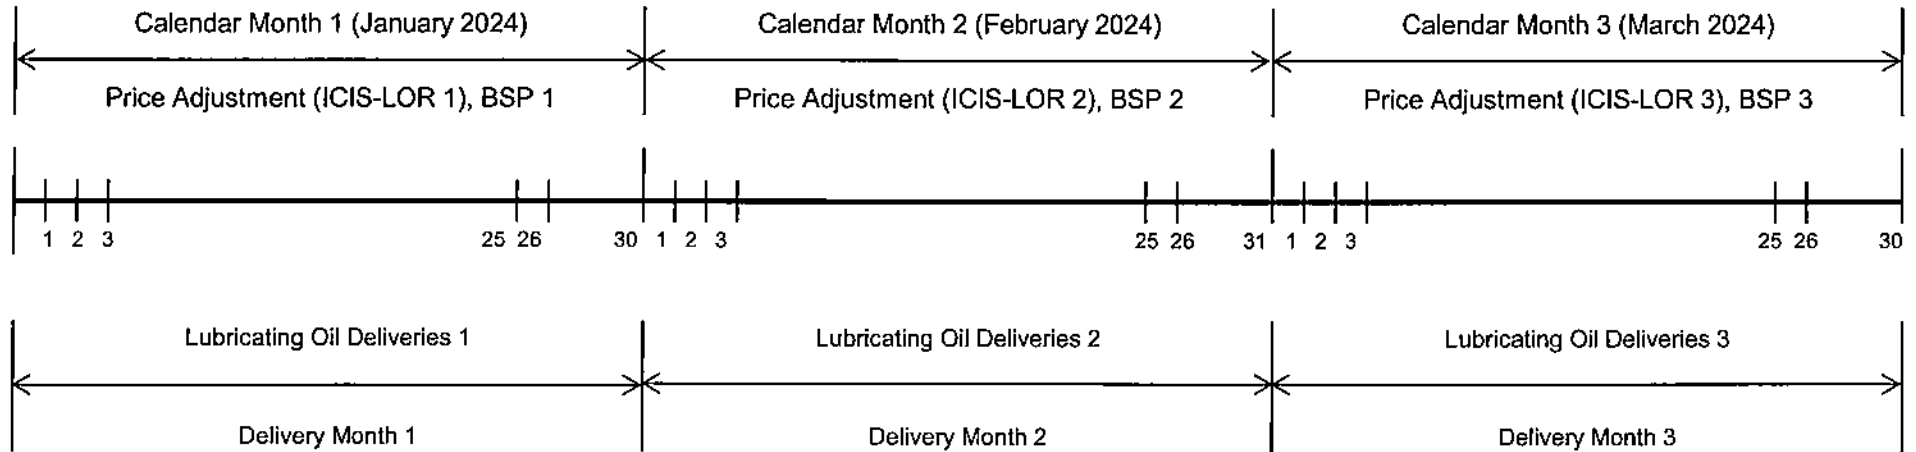 Calendar Month 1 (January 2024) Calendar Month 2 (February 2024) Calendar Month 3 (March 2024)
Price Adjustment (ICIS-LOR 1), BSP 1 Price Adjustment (ICIS-LOR 2), BSP 2 Price Adjustment (ICIS-LOR 3), BSP 3
1 2 3 25 26 30 1 2 3 25 26 31 1 2 3 25 26 30
Lubricating Oil Deliveries 1 Lubricating Oil Deliveries 2 Lubricating Oil Deliveries 3
Delivery Month 1 Delivery Month 2 Delivery Month 3